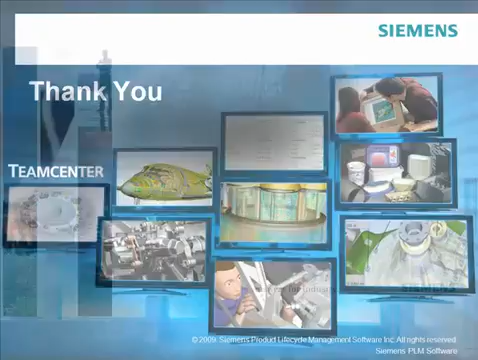 SIEMENS
Thank You
TEAMCENTER
© 2009. Siemens Product Lifecycle Management Software Inc. All rights reserved
Siemens PLM Software